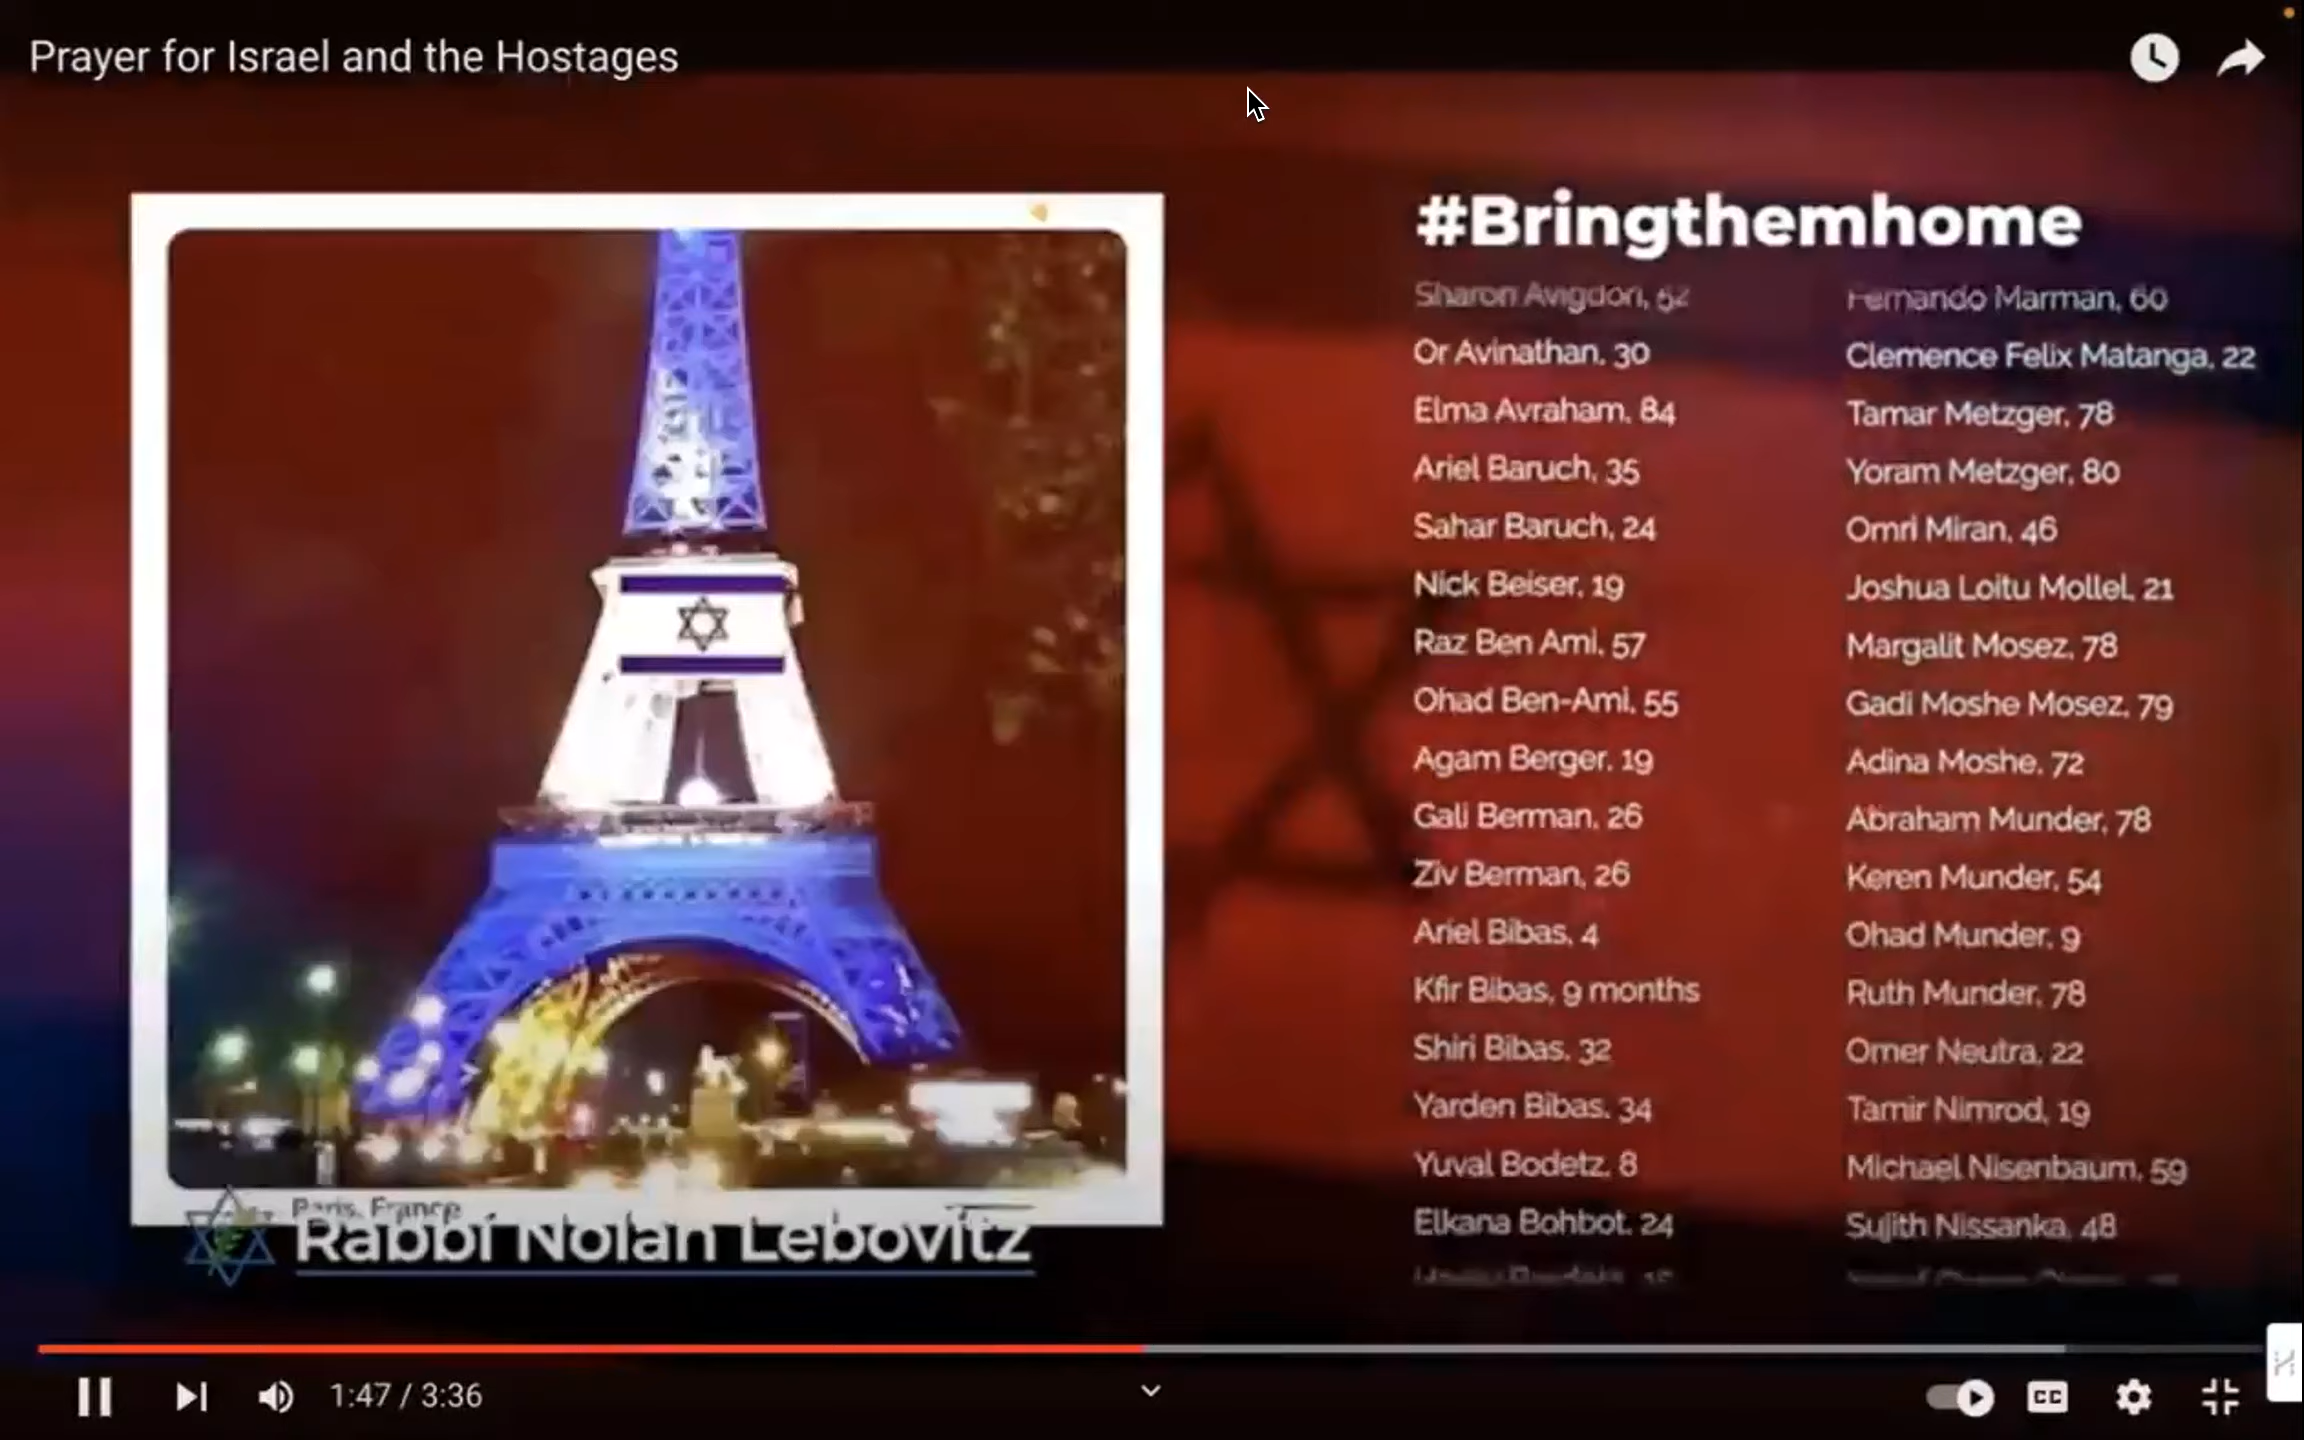 Prayer for Israel and the Hostages
#Bringthemhome
Sharon Avigdori, 52
Or Avinathan, 30
Elma Avraham, 84
Ariel Baruch, 35
Sahar Baruch, 24
Nick Beiser, 19
Raz Ben Ami, 57
Ohad Ben-Ami, 55
Agam Berger, 19
Gali Berman, 26
Ziv Berman, 26
Ariel Bibas, 4
Kfir Bibas, 9 months
Shiri Bibas, 32
Yarden Bibas, 34
Yuval Bodetz, 8
Elkana Bohbot, 24
Fernando Marman, 60
Clemence Felix Matanga, 22
Tamar Metzger, 78
Yoram Metzger, 80
Omri Miran, 46
Joshua Loitu Mollel, 21
Margalit Mosez, 78
Gadi Moshe Mosez, 79
Adina Moshe, 72
Abraham Munder, 78
Keren Munder, 54
Ohad Munder, 9
Ruth Munder, 78
Omer Neutra, 22
Tamir Nimrod, 19
Michael Nisenbaum, 59
Sujith Nissanka, 48
Paris, France
Rabbi Nolan Lebovitz
1:47 / 3:36
CC